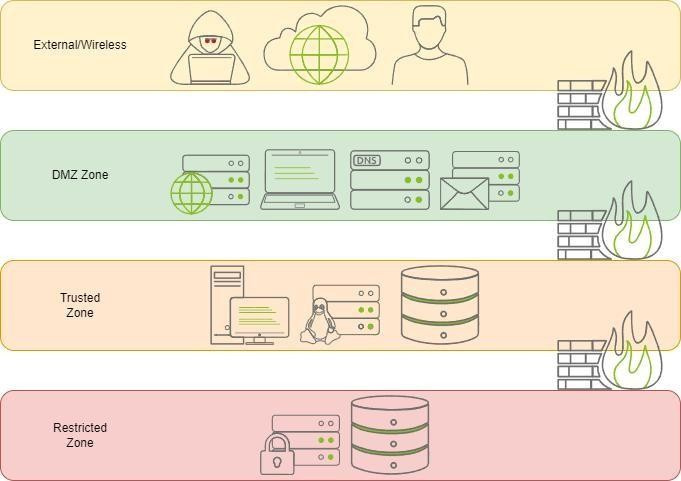 External/Wireless
DMZ Zone
DNS
Trusted
Zone
Restricted
Zone